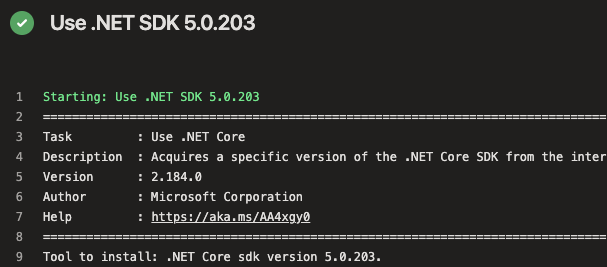 Use .NET SDK 5.0.203
1 Starting: Use .NET SDK 5.0.203
2 ==============================================================================
3 Task         : Use .NET Core
4 Description  : Acquires a specific version of the .NET Core SDK from the inter
5 Version      : 2.184.0
6 Author       : Microsoft Corporation
7 Help         : https://aka.ms/AA4xgy0
8 ==============================================================================
9 Tool to install: .NET Core sdk version 5.0.203.